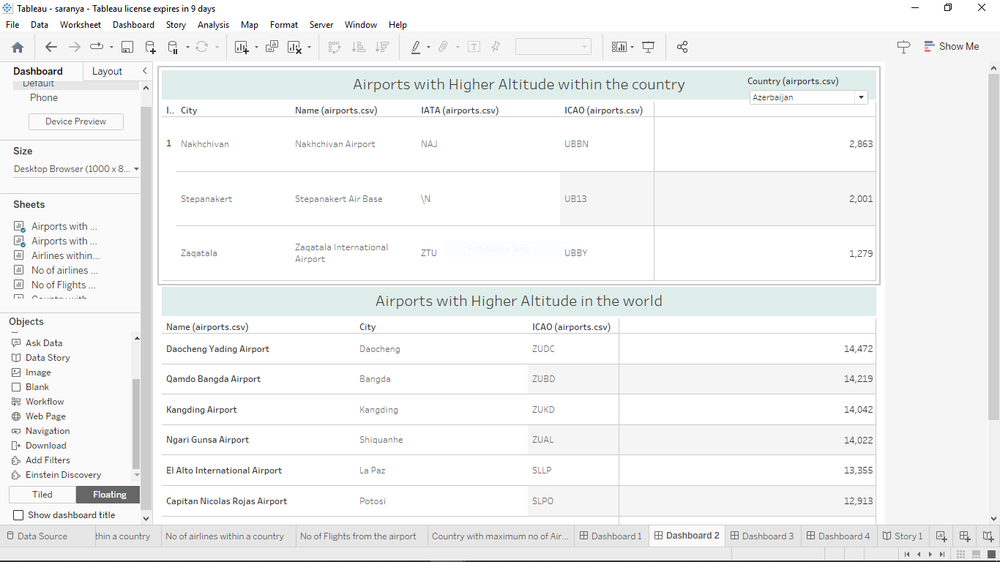 Tableau - saranya - Tableau license expires in 9 days
File Data Worksheet Dashboard Story Analysis Map Format Server Window Help
Show Me
Dashboard Layout
Default
Phone
Device Preview
Size
Desktop Browser (1000 x 8...
Sheets
Airports with ...
Airports with ...
Airlines within...
No of airlines ...
No of Flights ...
Country with
Objects
Ask Data
Data Story
Image
Blank
Workflow
Web Page
Navigation
Download
Add Filters
Einstein Discovery
Tiled Floating
Show dashboard title
Airports with Higher Altitude within the country
Country (airports.csv)
Azerbaijan
I.. City Name (airports.csv) IATA (airports.csv) ICAO (airports.csv)
1 Nakhchivan Nakhchivan Airport NAJ UBBN 2,863
Stepanakert Stepanakert Air Base \N UB13 2,001
Zaqatala Zaqatala International Airport ZTU UBBY 1,279
Full-screen Snip
Airports with Higher Altitude in the world
Name (airports.csv) City ICAO (airports.csv)
Daocheng Yading Airport Daocheng ZUDC 14,472
Qamdo Bangda Airport Bangda ZUBD 14,219
Kangding Airport Kangding ZUKD 14,042
Ngari Gunsa Airport Shiquanhe ZUAL 14,022
El Alto International Airport La Paz SLLP 13,355
Capitan Nicolas Rojas Airport Potosi SLPO 12,913
Data Source thin a country No of airlines within a country No of Flights from the airport Country with maximum no of Air... Dashboard 1 Dashboard 2 Dashboard 3 Dashboard 4 Story 1